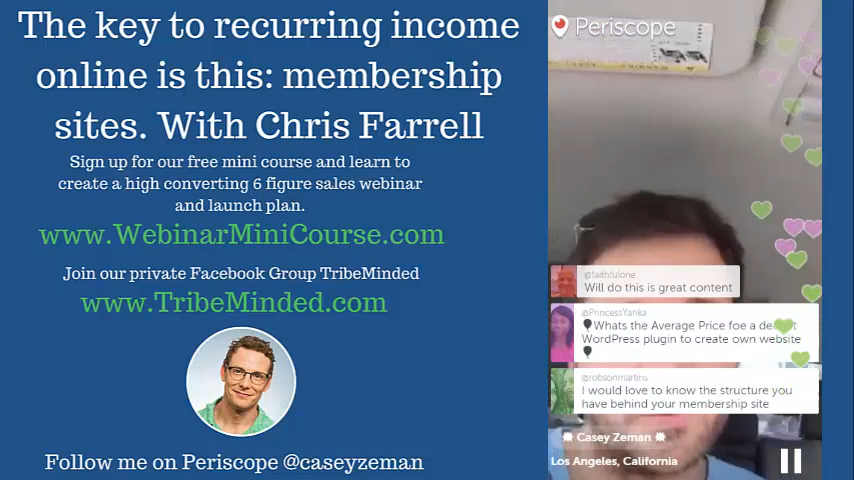 The key to recurring income
online is this: membership
sites. With Chris Farrell
Sign up for our free mini course and learn to
create a high converting 6 figure sales webinar
and launch plan.
www.WebinarMiniCourse.com
Join our private Facebook Group TribeMinded
www.TribeMinded.com
Follow me on Periscope @caseyzeman
Periscope
@faithfulone
Will do this is great content
@PrincessYanka
Whats the Average Price foe a
WordPress plugin to create own website
@robsonmartins
I would love to know the structure you
have behind your membership site
Casey Zeman
Los Angeles, California